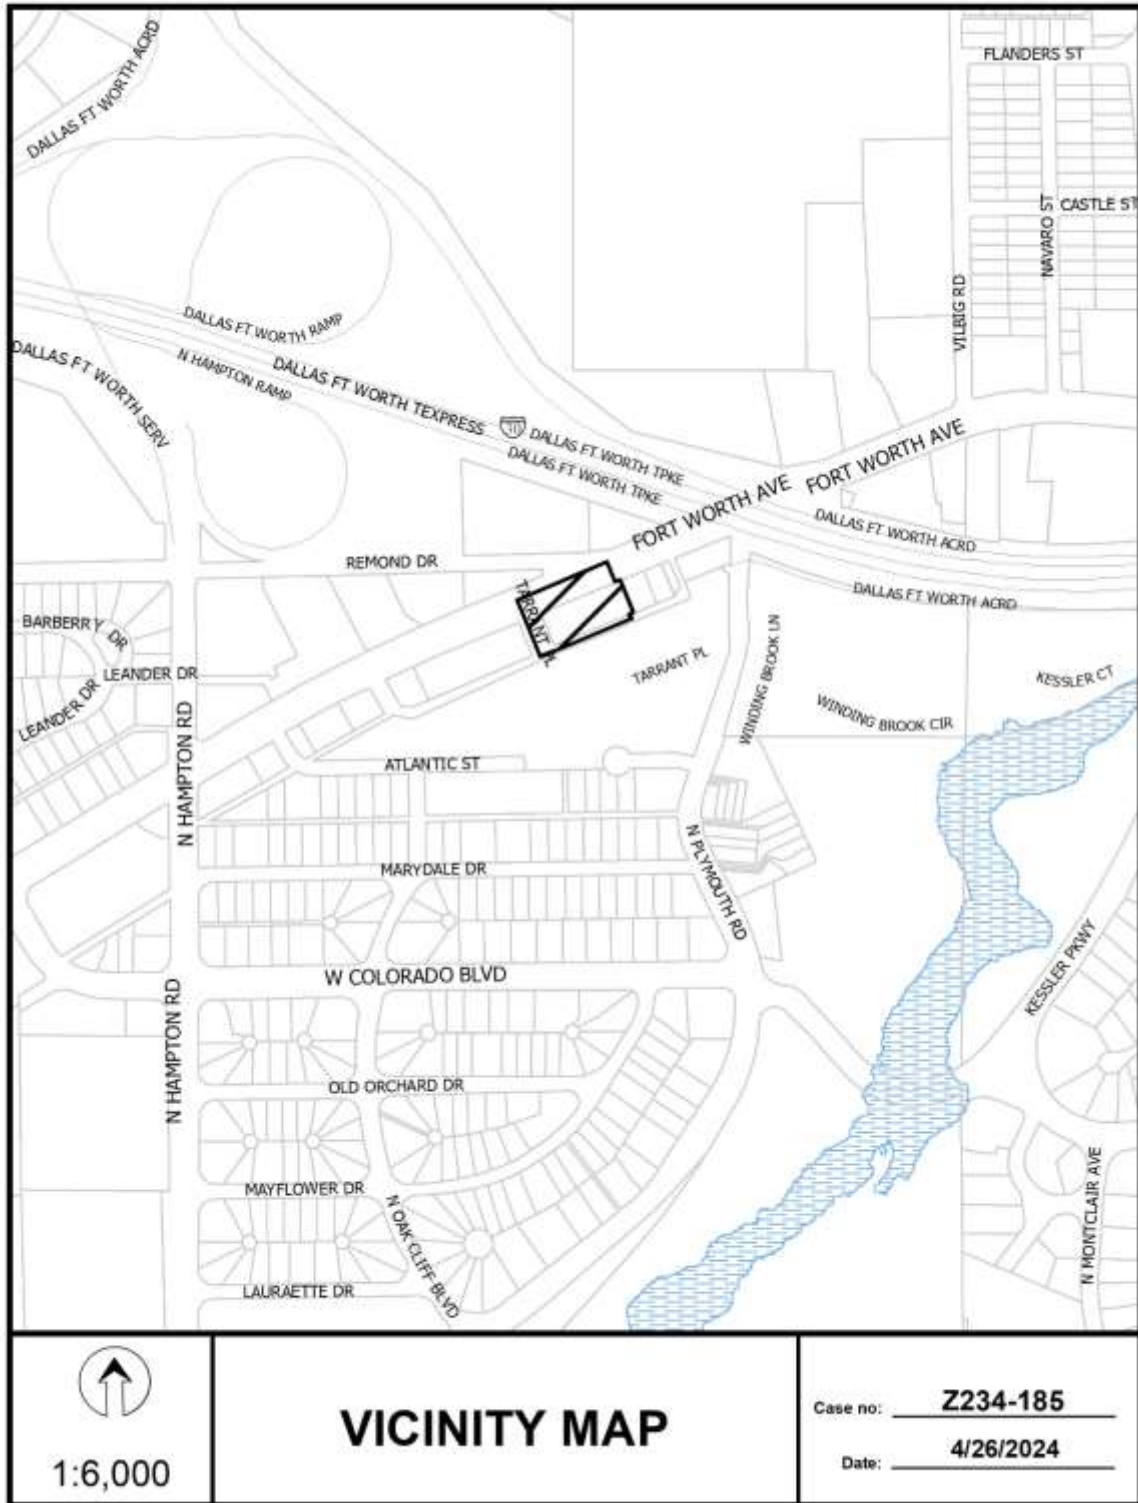 FLANDERS ST
DALLAS FT WORTH ACRD
CASTLE ST
NAVARO ST
VILBIG RD
DALLAS FT WORTH RAMP
N HAMPTON RAMP
DALLAS FT WORTH TEXPRESS
DALLAS FT WORTH SERV
DALLAS FT WORTH TPKE
DALLAS FT WORTH TPKE
FORT WORTH AVE
FORT WORTH AVE
DALLAS FT WORTH ACRD
REMOND DR
DALLAS FT WORTH ACRD
TARRANT PL
BARBERRY DR
LEANDER DR
LEANDER DR
TARRANT PL
WINDING BROOK LN
KESSLER CT
WINDING BROOK CIR
N HAMPTON RD
ATLANTIC ST
MARYDALE DR
N PLYMOUTH RD
W COLORADO BLVD
KESSLER PKWY
N HAMPTON RD
OLD ORCHARD DR
MAYFLOWER DR
N OAK CLIFF BLVD
N MONTCLAIR AVE
LAURAETTE DR
1:6,000
VICINITY MAP
Case no: Z234-185
Date: 4/26/2024